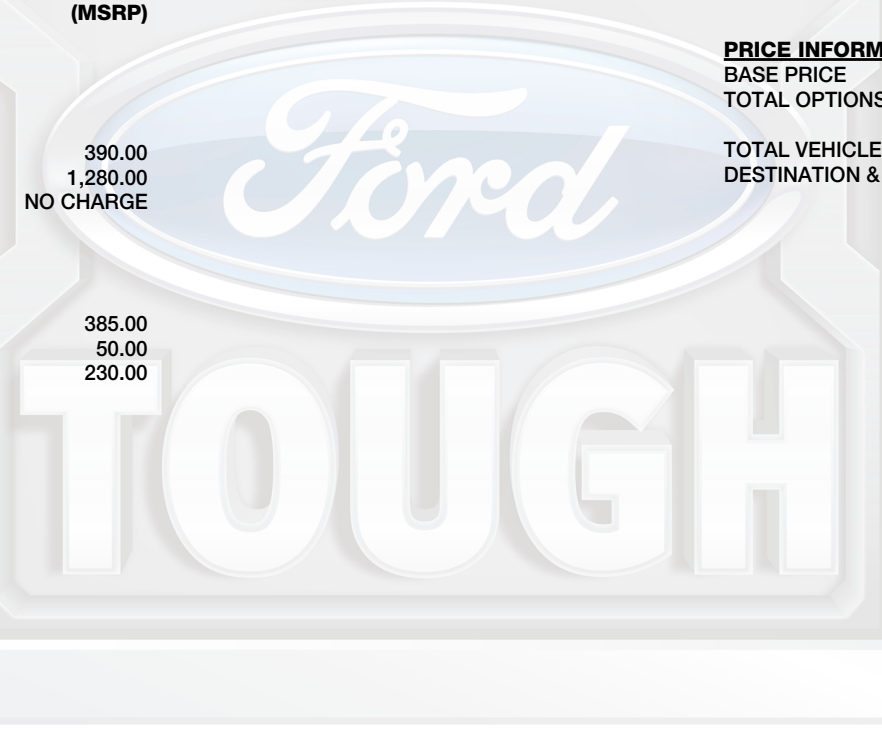 (MSRP)
390.00
1,280.00
NO CHARGE
385.00
50.00
230.00
PRICE INFORM
BASE PRICE
TOTAL OPTIONS
TOTAL VEHICLE
DESTINATION &
Ford
TOUGH